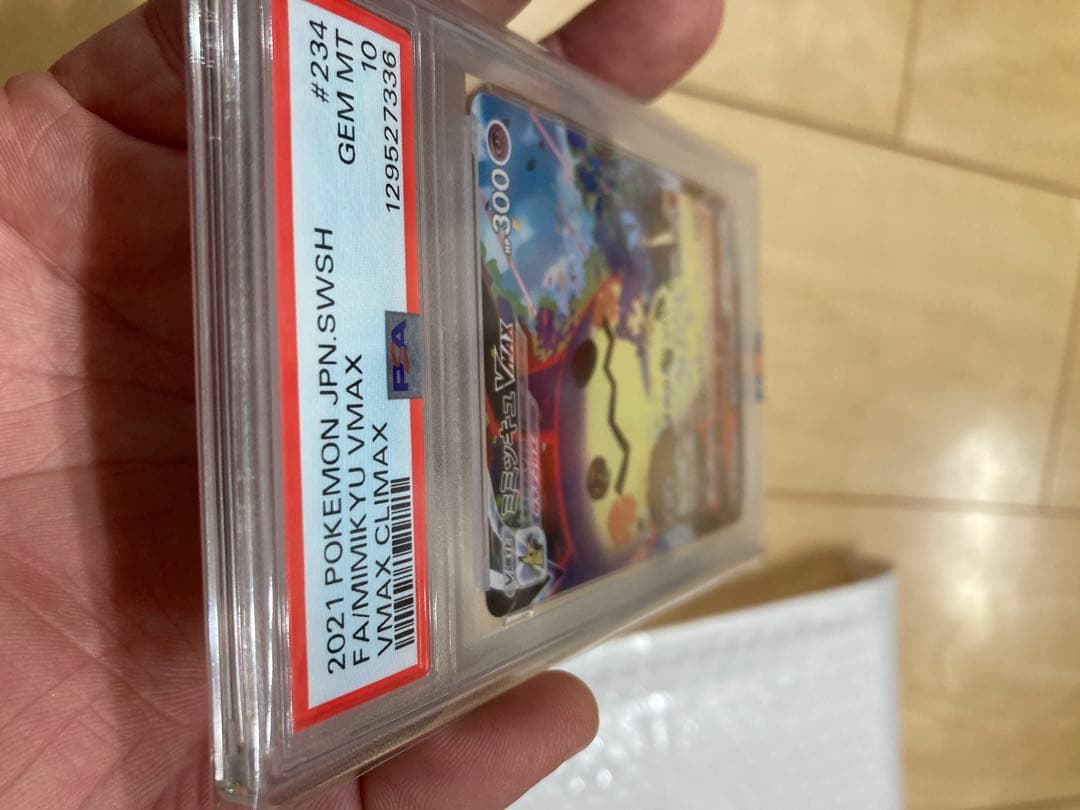 2021 POKEMON JPN.SWSH #234
FA/MIMIKYU VMAX GEM MT
VMAX CLIMAX 10
129527336
PSA
ミミッキュVMAX
HP300